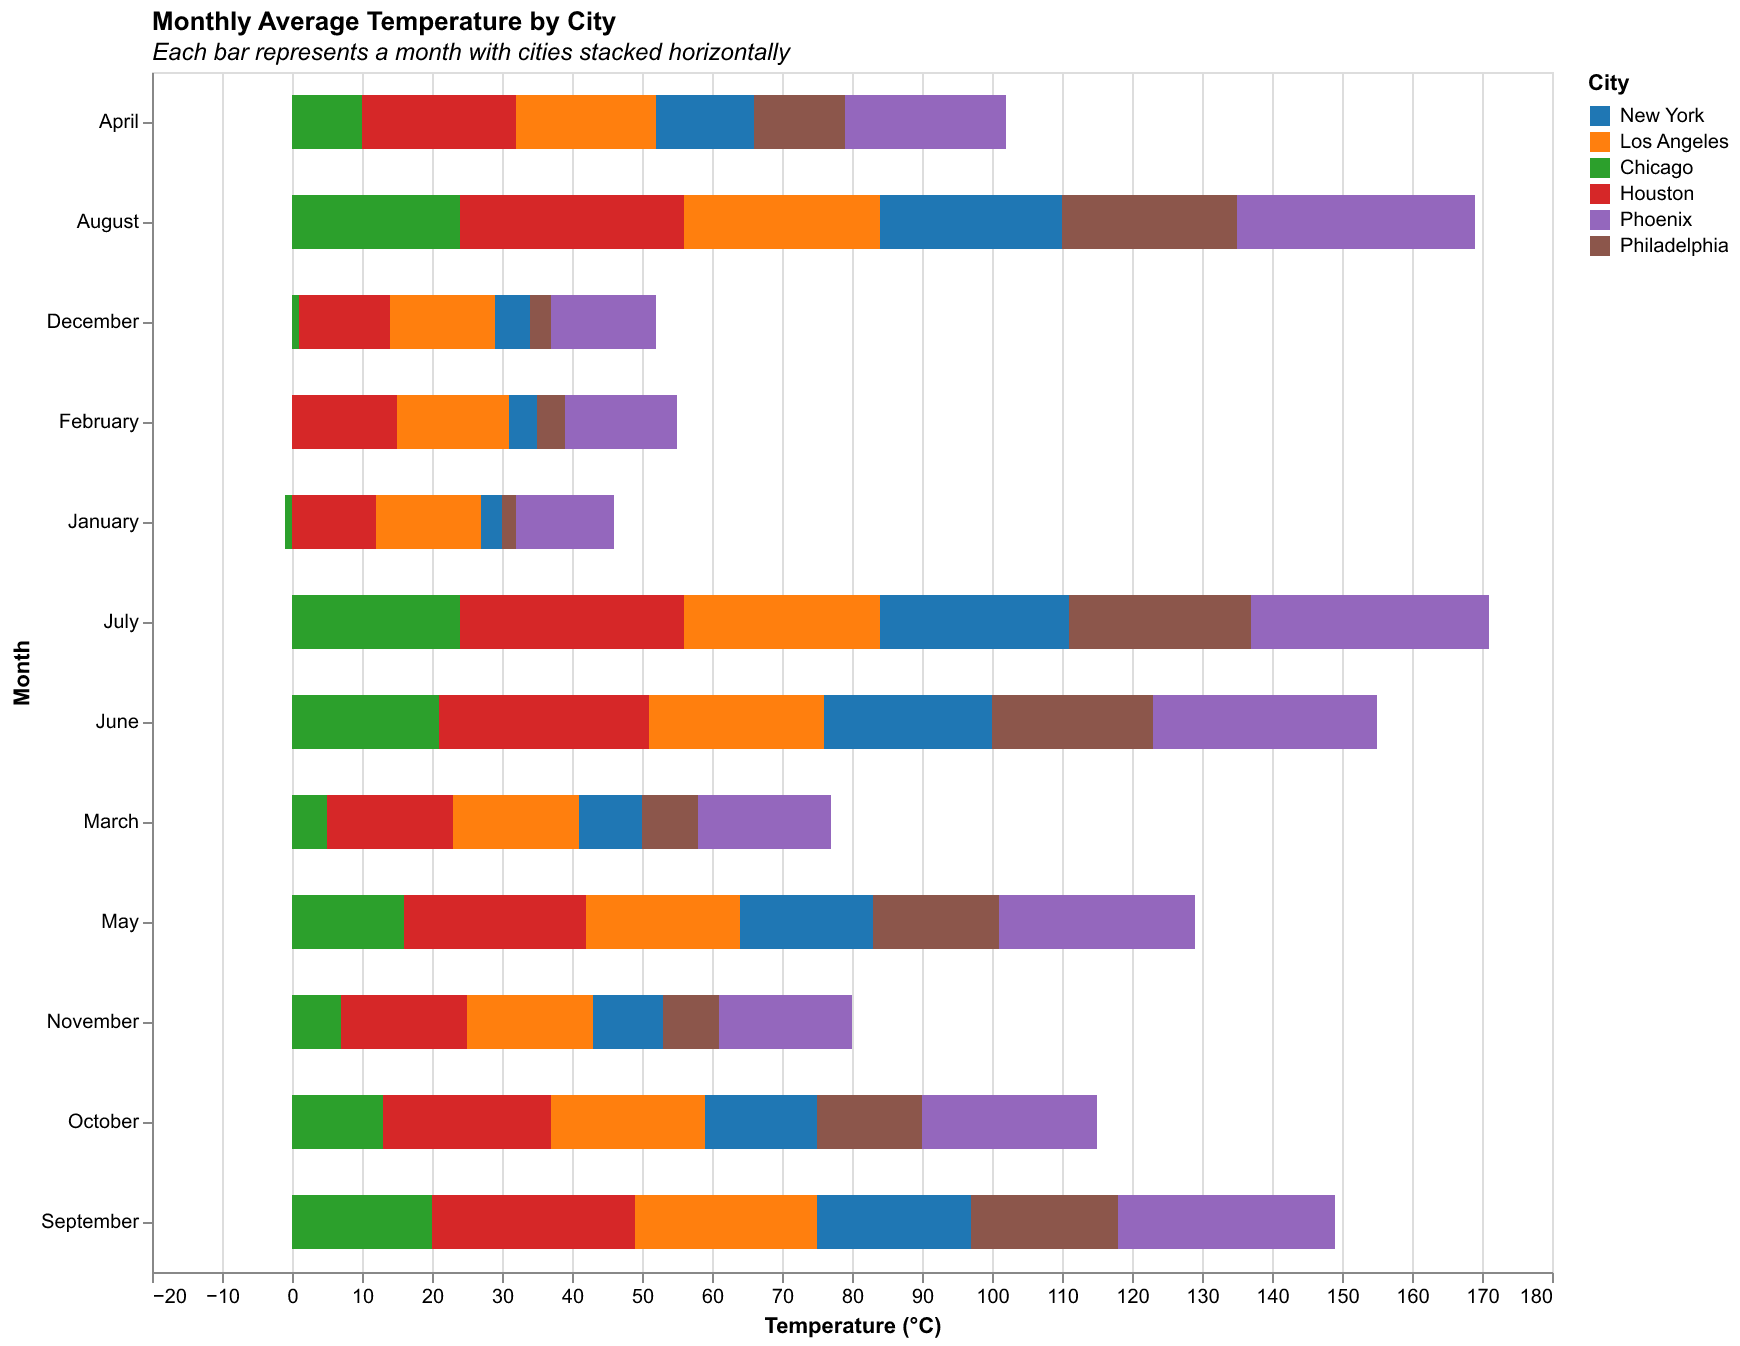 Monthly Average Temperature by City
Each bar represents a month with cities stacked horizontally
City
New York
Los Angeles
Chicago
Houston
Phoenix
Philadelphia
Month
April
August
December
February
January
July
June
March
May
November
October
September
−20 −10 0 10 20 30 40 50 60 70 80 90 100 110 120 130 140 150 160 170 180
Temperature (°C)